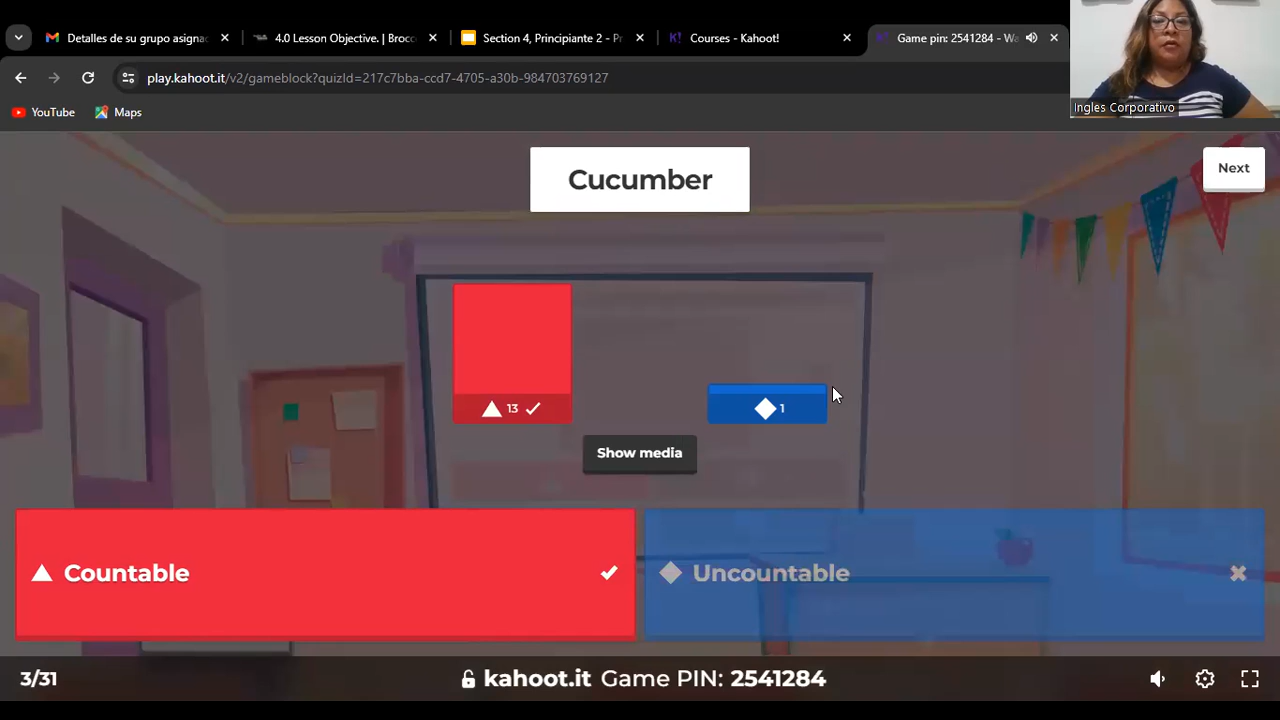 Detalles de su grupo asigna
4.0 Lesson Objective. | Brocc
Section 4, Principiante 2 - Pr
Courses - Kahoot!
Game pin: 2541284 - Wa
play.kahoot.it/v2/gameblock?quizId=217c7bba-ccd7-4705-a30b-984703769127
YouTube
Maps
Ingles Corporativo
Cucumber
Next
13
1
Show media
Countable
Uncountable
3/31
kahoot.it Game PIN: 2541284